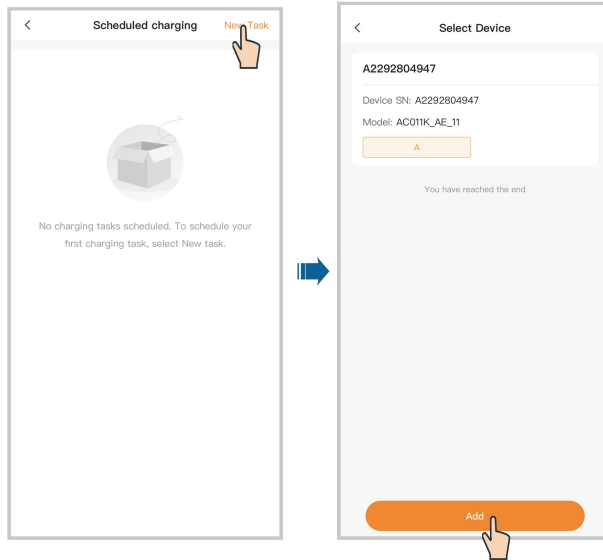 Scheduled charging
New Task
No charging tasks scheduled. To schedule your
first charging task, select New task.
Select Device
A2292804947
Device SN: A2292804947
Model: AC011K_AE_11
A
You have reached the end
Add